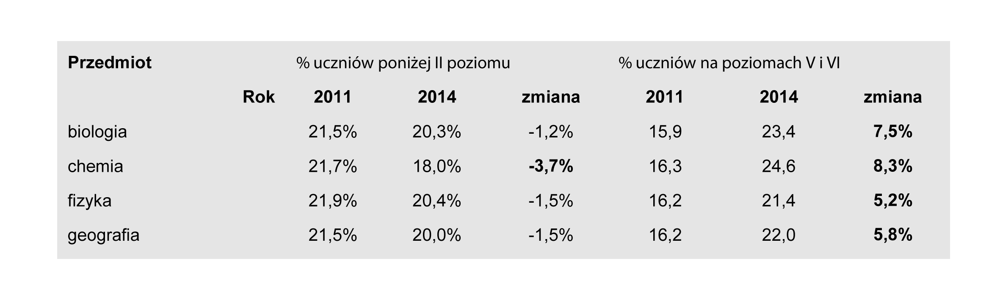 Przedmiot % uczniów poniżej II poziomu % uczniów na poziomach V i VI
Rok 2011 2014 zmiana 2011 2014 zmiana
biologia 21,5% 20,3% -1,2% 15,9 23,4 7,5%
chemia 21,7% 18,0% -3,7% 16,3 24,6 8,3%
fizyka 21,9% 20,4% -1,5% 16,2 21,4 5,2%
geografia 21,5% 20,0% -1,5% 16,2 22,0 5,8%